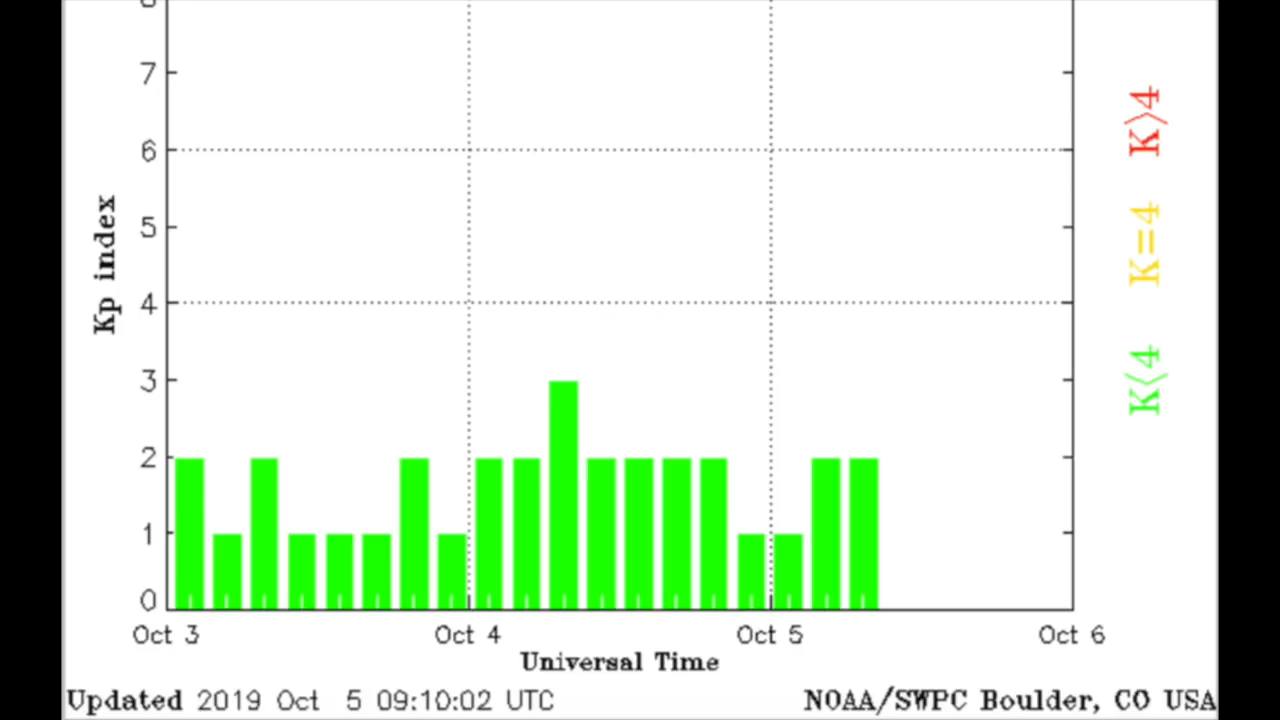 7
6
5
4
3
2
1
0
Kp index
K>4
K=4
K<4
Oct 3 Oct 4 Oct 5 Oct 6
Universal Time
Updated 2019 Oct 5 09:10:02 UTC NOAA/SWPC Boulder, CO USA